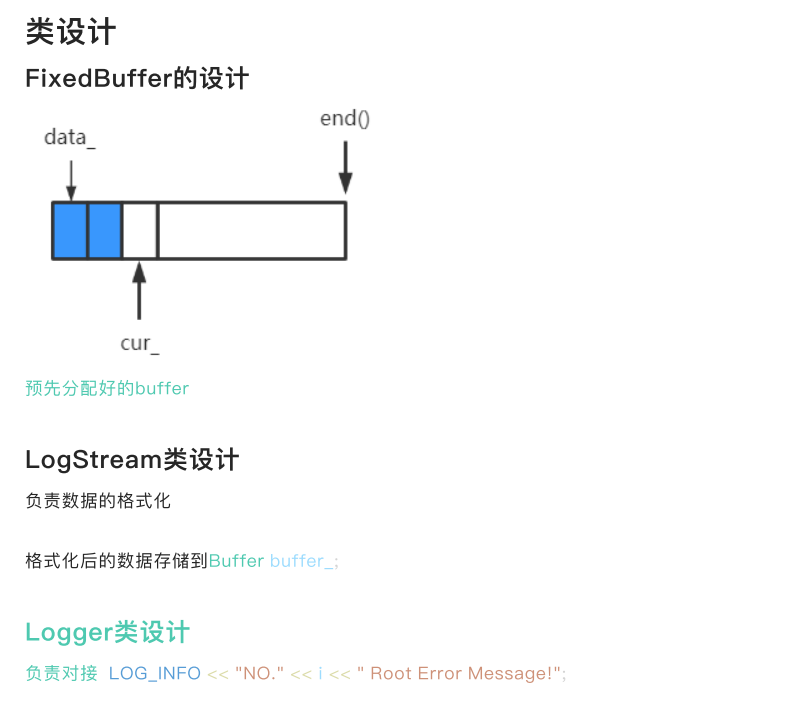 类设计
FixedBuffer的设计
end()
data_
cur_
预先分配好的buffer
LogStream类设计
负责数据的格式化
格式化后的数据存储到Buffer buffer_;
Logger类设计
负责对接 LOG_INFO << "NO." << i << " Root Error Message!";